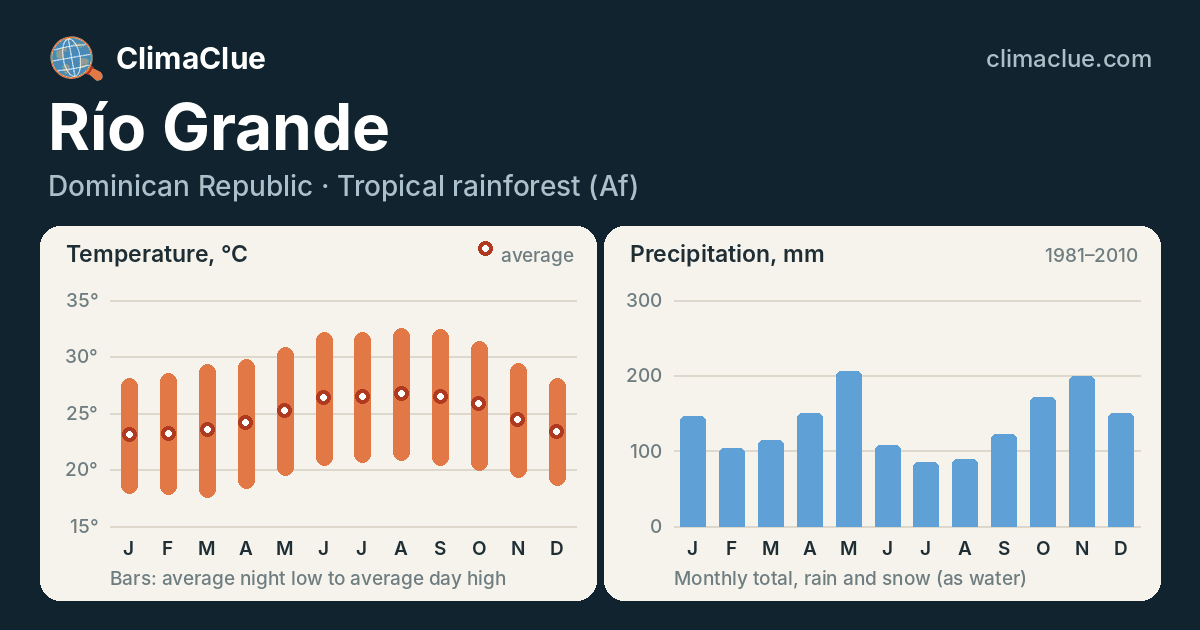 ClimaClue
climaclue.com
Río Grande
Dominican Republic · Tropical rainforest (Af)
Temperature, °C
average
35°
30°
25°
20°
15°
J F M A M J J A S O N D
Bars: average night low to average day high
Precipitation, mm
1981–2010
300
200
100
0
J F M A M J J A S O N D
Monthly total, rain and snow (as water)